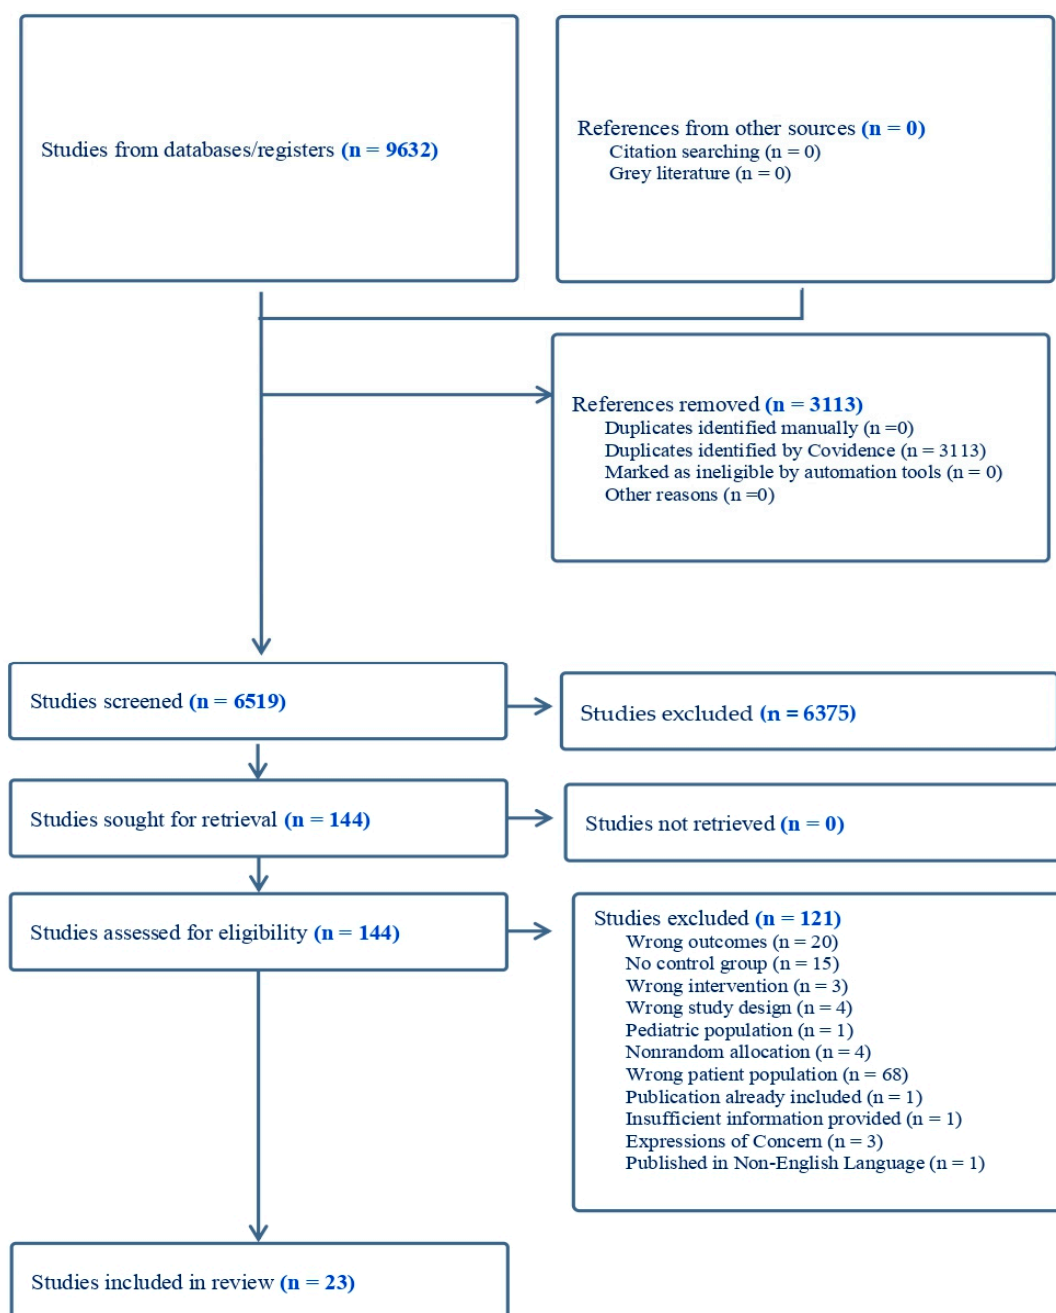 Studies from databases/registers (n = 9632)
References from other sources (n = 0)
Citation searching (n = 0)
Grey literature (n = 0)
References removed (n = 3113)
Duplicates identified manually (n =0)
Duplicates identified by Covidence (n = 3113)
Marked as ineligible by automation tools (n = 0)
Other reasons (n =0)
Studies screened (n = 6519)
Studies excluded (n = 6375)
Studies sought for retrieval (n = 144)
Studies not retrieved (n = 0)
Studies assessed for eligibility (n = 144)
Studies excluded (n = 121)
Wrong outcomes (n = 20)
No control group (n = 15)
Wrong intervention (n = 3)
Wrong study design (n = 4)
Pediatric population (n = 1)
Nonrandom allocation (n = 4)
Wrong patient population (n = 68)
Publication already included (n = 1)
Insufficient information provided (n = 1)
Expressions of Concern (n = 3)
Published in Non-English Language (n = 1)
Studies included in review (n = 23)